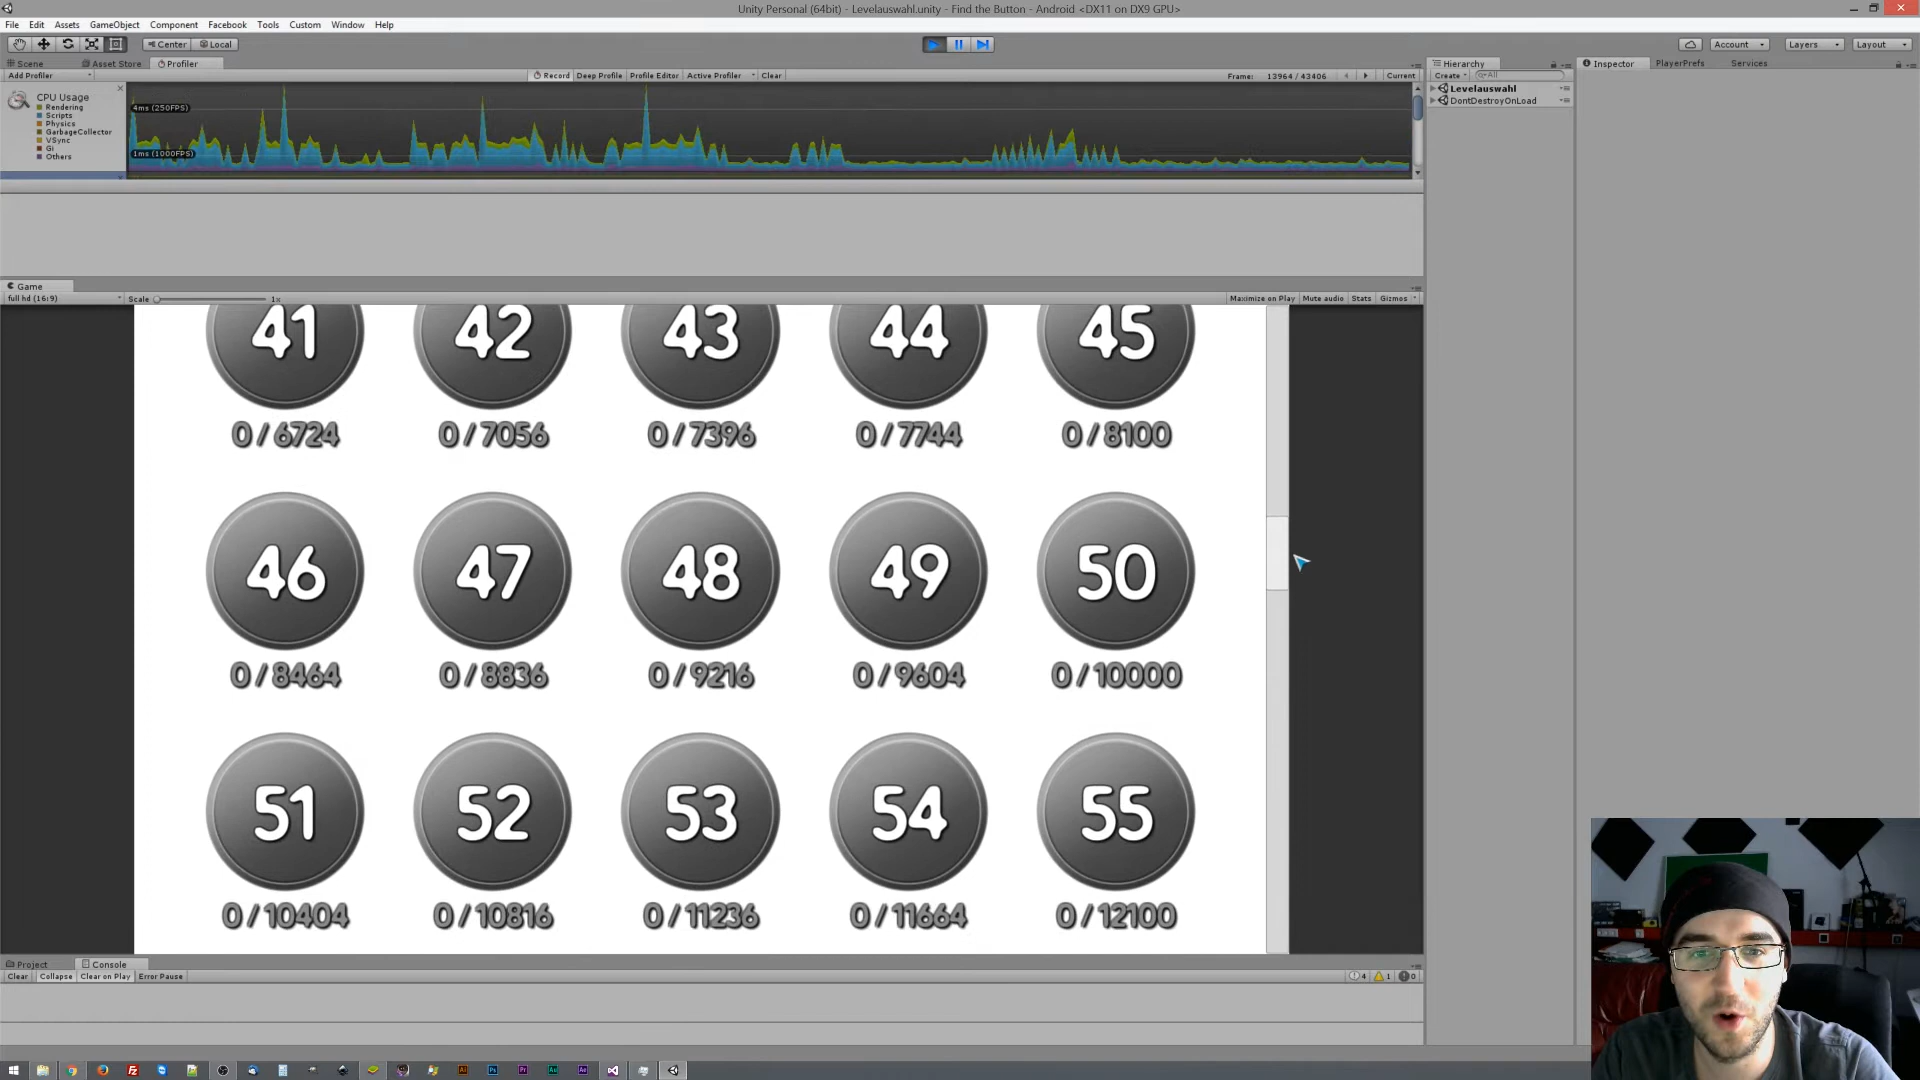 Unity Personal (64bit) - Levelauswahl.unity - Find the Button - Android <DX11 on DX9 GPU>
File Edit Assets GameObject Component Facebook Tools Custom Window Help
Center Local Account Layers Layout
Scene Asset Store Profiler Hierarchy Inspector PlayerPrefs Services
Add Profiler Record Deep Profile Profile Editor Active Profiler Clear Frame: 13964 / 43406 Current Create All
CPU Usage
Rendering
Scripts
Physics
GarbageCollector
VSync
Gi
Others
4ms (250FPS)
1ms (1000FPS)
Levelauswahl
DontDestroyOnLoad
Game
full hd (16:9) Scale 1x Maximize on Play Mute audio Stats Gizmos
41 42 43 44 45
0 / 6724 0 / 7056 0 / 7396 0 / 7744 0 / 8100
46 47 48 49 50
0 / 8464 0 / 8836 0 / 9216 0 / 9604 0 / 10000
51 52 53 54 55
0 / 10404 0 / 10816 0 / 11236 0 / 11664 0 / 12100
Project Console
Clear Collapse Clear on Play Error Pause 4 1 0